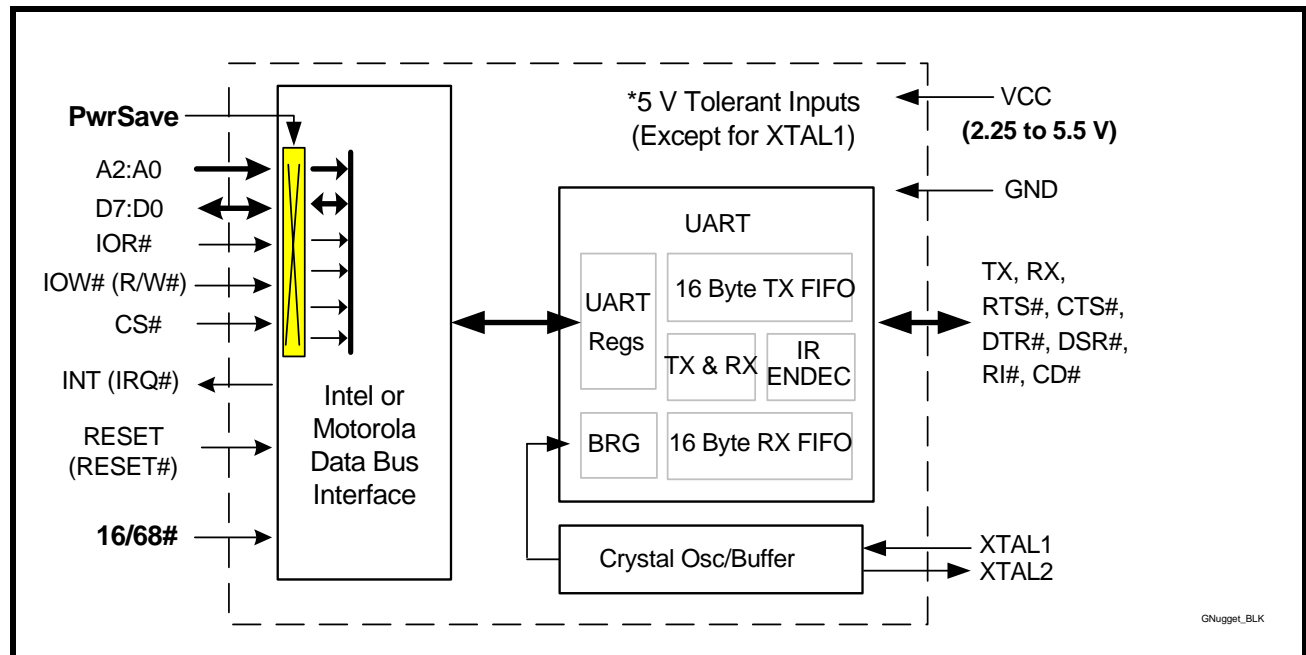 PwrSave
A2:A0
D7:D0
IOR#
IOW# (R/W#)
CS#
INT (IRQ#)
RESET
(RESET#)
16/68#
Intel or
Motorola
Data Bus
Interface
*5 V Tolerant Inputs
(Except for XTAL1)
UART
UART
Regs
16 Byte TX FIFO
TX & RX
IR
ENDEC
BRG
16 Byte RX FIFO
Crystal Osc/Buffer
VCC
(2.25 to 5.5 V)
GND
TX, RX,
RTS#, CTS#,
DTR#, DSR#,
RI#, CD#
XTAL1
XTAL2
GNugget_BLK